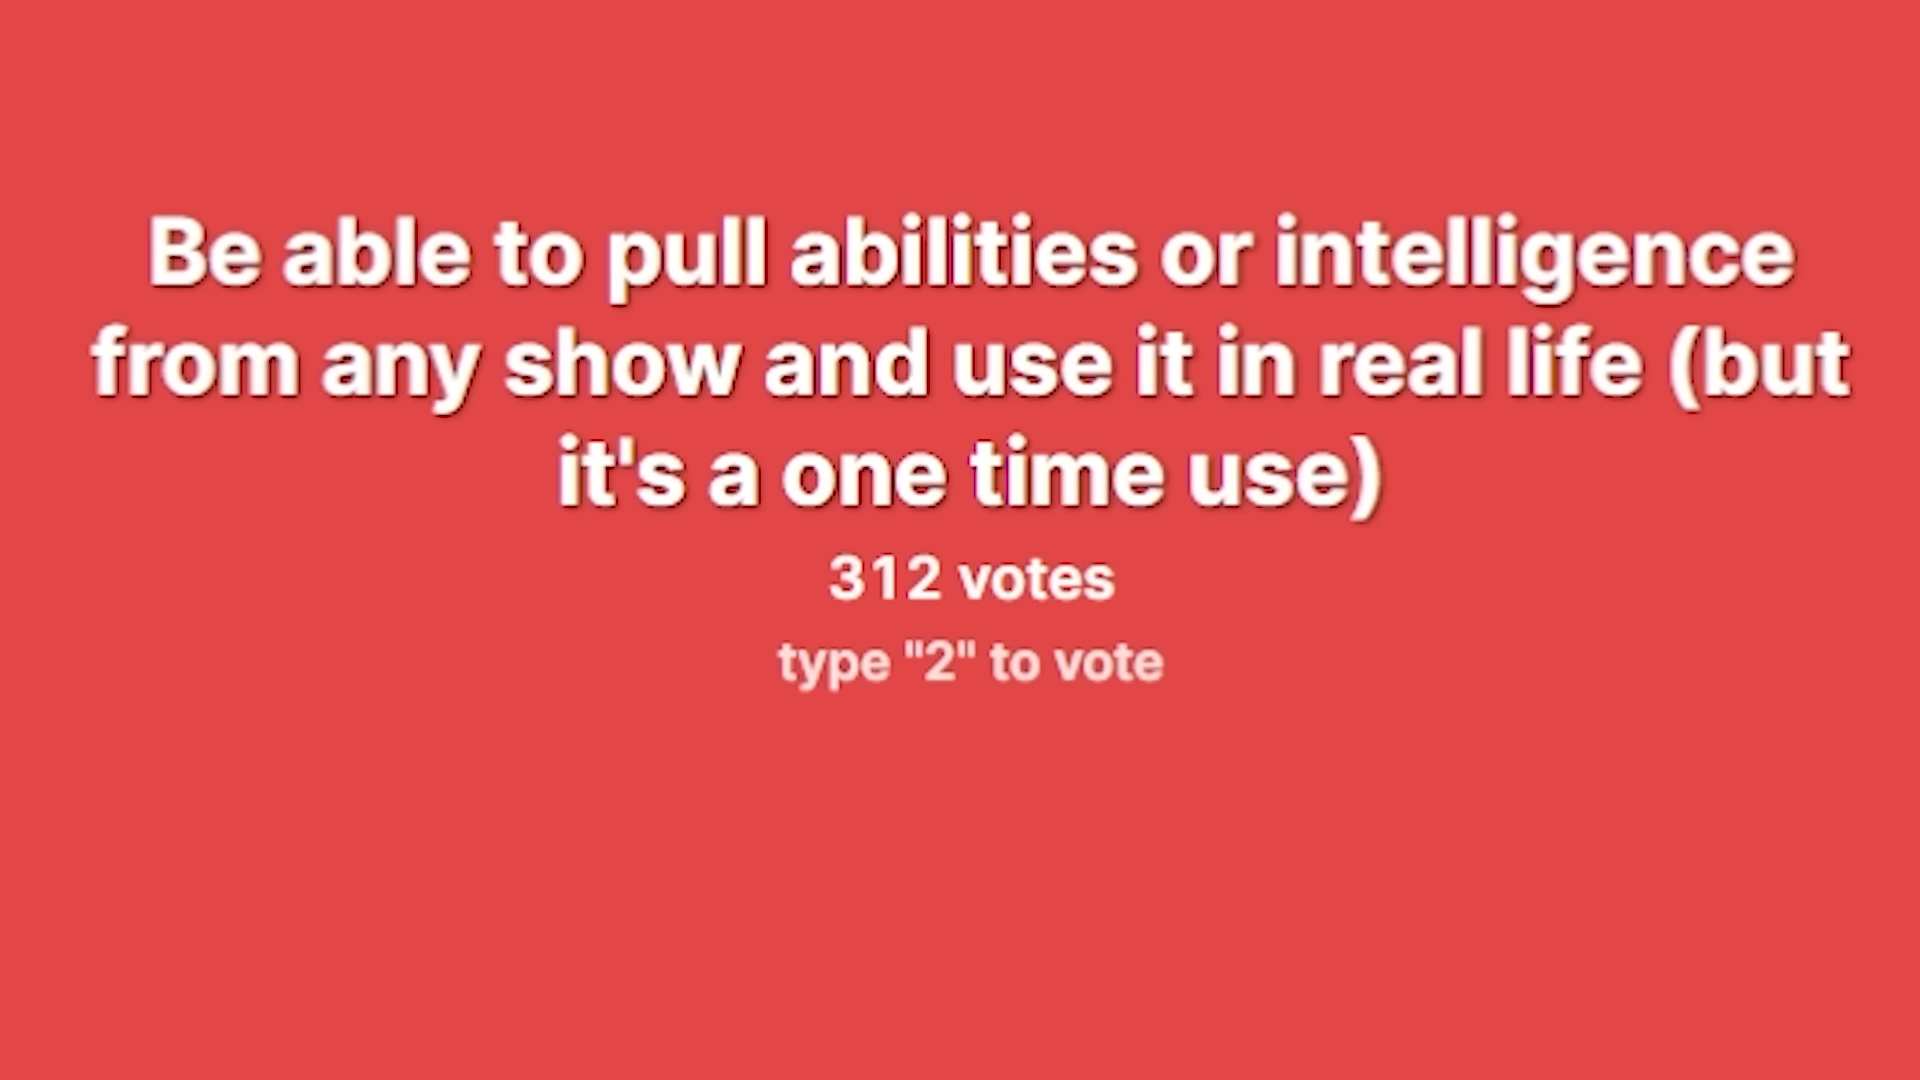 Be able to pull abilities or intelligence
from any show and use it in real life (but
it's a one time use)
312 votes
type "2" to vote